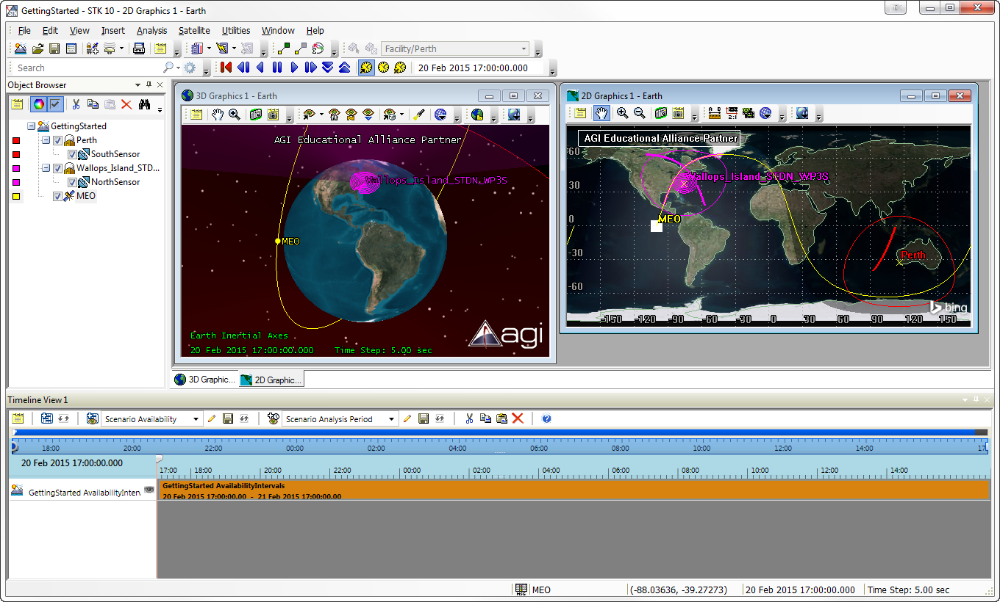 GettingStarted - STK 10 - 2D Graphics 1 - Earth
File Edit View Insert Analysis Satellite Utilities Window Help
HTML
Facility/Perth
Search
20 Feb 2015 17:00:00.000
Object Browser
GettingStarted
Perth
SouthSensor
Wallops_Island_STD...
NorthSensor
MEO
3D Graphics 1 - Earth
AGI Educational Alliance Partner
Wallops_Island_STDN_WP3S
MEO
Earth Inertial Axes
20 Feb 2015 17:00:00.000 Time Step: 5.00 sec
agi
2D Graphics 1 - Earth
AGI Educational Alliance Partner
60
Wallops_Island_STDN_WP3S
30
MEO
0
-30
Perth
-60
bing
-150 -120 -90 -60 -30 0 30 60 90 120 150
3D Graphic... 2D Graphic...
Timeline View 1
Scenario Availability Scenario Analysis Period
18:00 20:00 22:00 00:00 02:00 04:00 06:00 08:00 10:00 12:00 14:00 17:
20 Feb 2015 17:00:00.000
17:00 18:00 20:00 22:00 00:00 02:00 04:00 06:00 08:00 10:00 12:00 14:00
GettingStarted AvailabilityInterv
GettingStarted AvailabilityIntervals
20 Feb 2015 17:00:00.00 - 21 Feb 2015 17:00:00.00
MSG MEO (-88.03636, -39.27273) 20 Feb 2015 17:00:00.000 Time Step: 5.00 sec